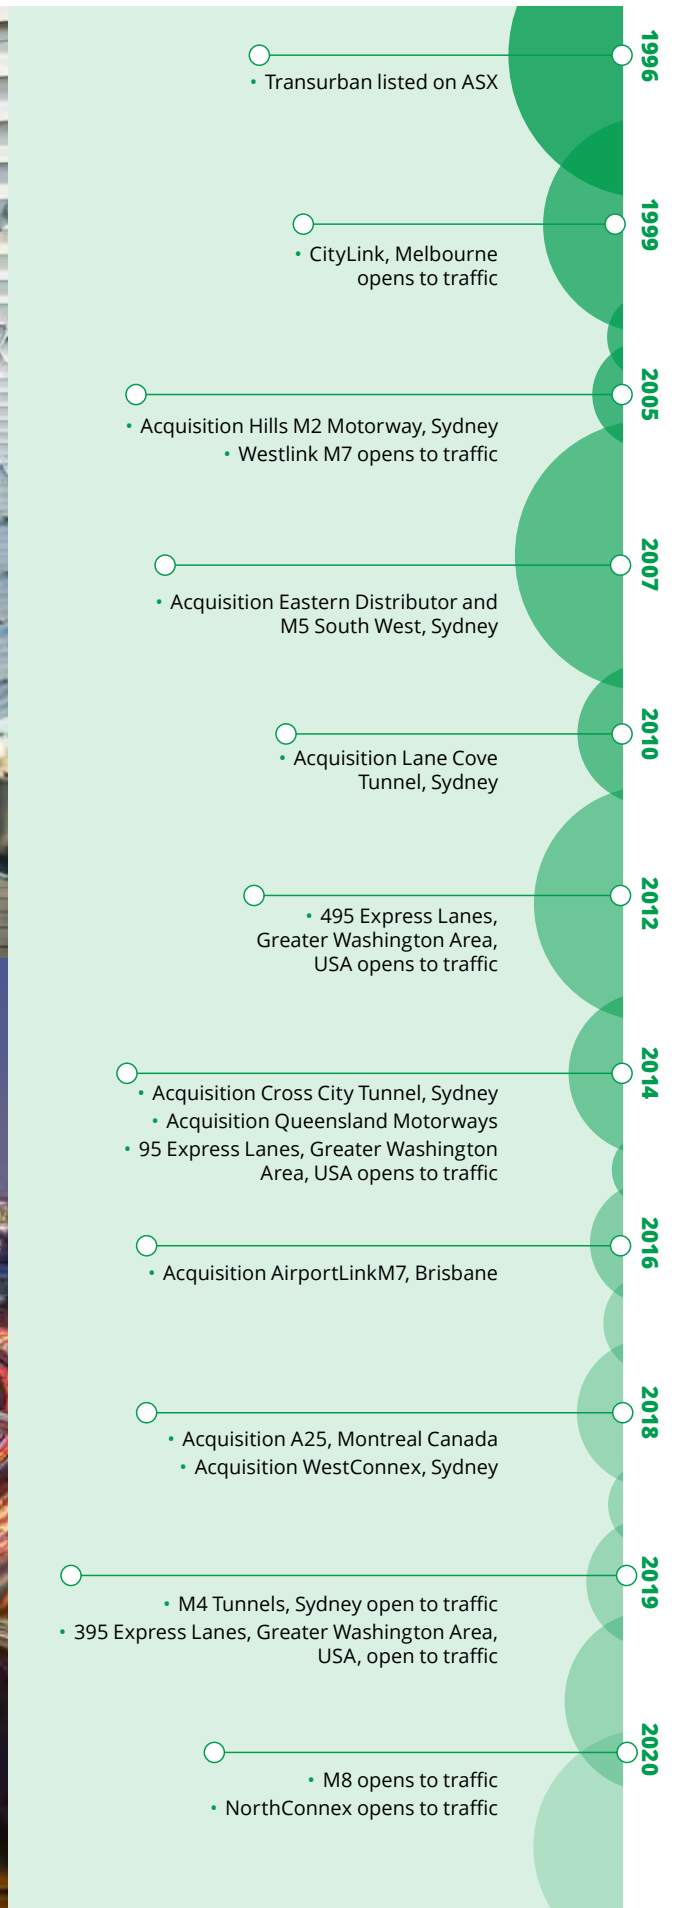 1996
• Transurban listed on ASX
1999
• CityLink, Melbourne
opens to traffic
2005
• Acquisition Hills M2 Motorway, Sydney
• Westlink M7 opens to traffic
2007
• Acquisition Eastern Distributor and
M5 South West, Sydney
2010
• Acquisition Lane Cove
Tunnel, Sydney
2012
• 495 Express Lanes,
Greater Washington Area,
USA opens to traffic
2014
• Acquisition Cross City Tunnel, Sydney
• Acquisition Queensland Motorways
• 95 Express Lanes, Greater Washington
Area, USA opens to traffic
2016
• Acquisition AirportLinkM7, Brisbane
2018
• Acquisition A25, Montreal Canada
• Acquisition WestConnex, Sydney
2019
• M4 Tunnels, Sydney open to traffic
• 395 Express Lanes, Greater Washington Area,
USA, open to traffic
2020
• M8 opens to traffic
• NorthConnex opens to traffic